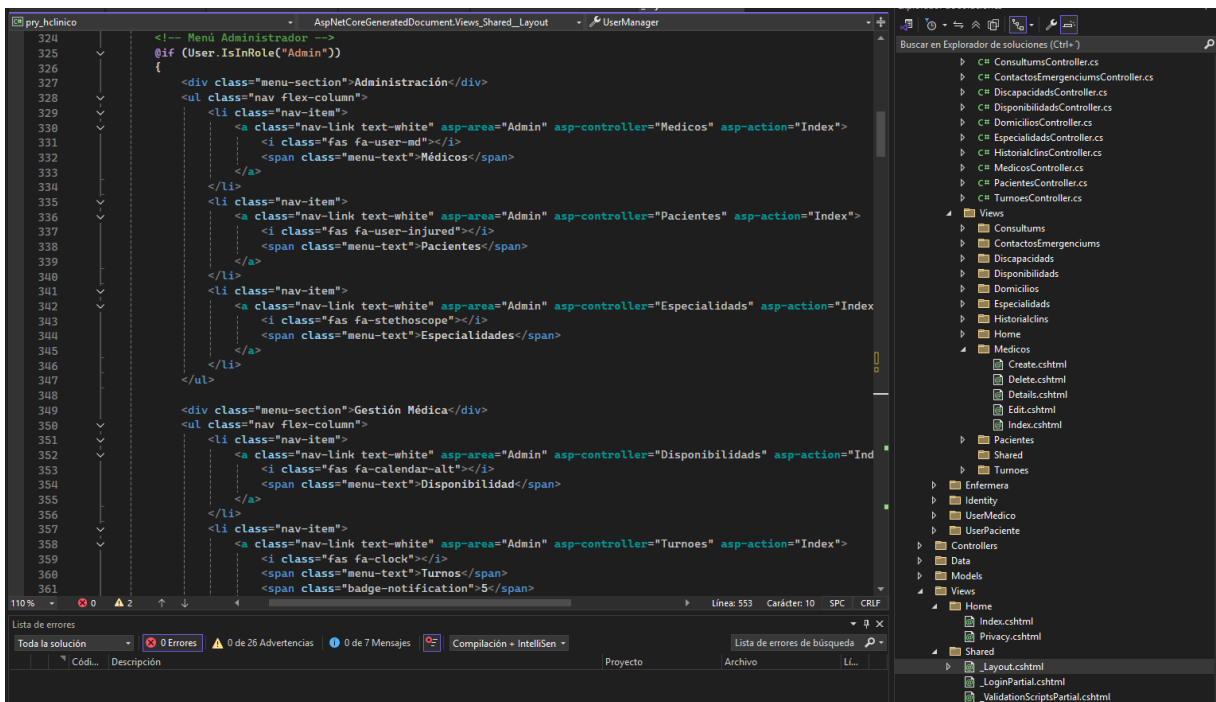 pry_hclinico
AspNetCoreGeneratedDocument.Views_Shared__Layout
UserManager
324 <!-- Menú Administrador -->
325 @if (User.IsInRole("Admin"))
326 {
327 <div class="menu-section">Administración</div>
328 <ul class="nav flex-column">
329 <li class="nav-item">
330 <a class="nav-link text-white" asp-area="Admin" asp-controller="Medicos" asp-action="Index">
331 <i class="fas fa-user-md"></i>
332 <span class="menu-text">Médicos</span>
333 </a>
334 </li>
335 <li class="nav-item">
336 <a class="nav-link text-white" asp-area="Admin" asp-controller="Pacientes" asp-action="Index">
337 <i class="fas fa-user-injured"></i>
338 <span class="menu-text">Pacientes</span>
339 </a>
340 </li>
341 <li class="nav-item">
342 <a class="nav-link text-white" asp-area="Admin" asp-controller="Especialidads" asp-action="Index
343 <i class="fas fa-stethoscope"></i>
344 <span class="menu-text">Especialidades</span>
345 </a>
346 </li>
347 </ul>
348
349 <div class="menu-section">Gestión Médica</div>
350 <ul class="nav flex-column">
351 <li class="nav-item">
352 <a class="nav-link text-white" asp-area="Admin" asp-controller="Disponibilidads" asp-action="Ind
353 <i class="fas fa-calendar-alt"></i>
354 <span class="menu-text">Disponibilidad</span>
355 </a>
356 </li>
357 <li class="nav-item">
358 <a class="nav-link text-white" asp-area="Admin" asp-controller="Turnoes" asp-action="Index">
359 <i class="fas fa-clock"></i>
360 <span class="menu-text">Turnos</span>
361 <span class="badge-notification">5</span>
110 % 0 2 Línea: 553 Carácter: 10 SPC CRLF
Lista de errores
Toda la solución 0 Errores 0 de 26 Advertencias 0 de 7 Mensajes Compilación + IntelliSen Lista de errores de búsqueda
Códi... Descripción Proyecto Archivo Lí...
Buscar en Explorador de soluciones (Ctrl+´)
C# ConsultumsController.cs
C# ContactosEmergenciumsController.cs
C# DiscapacidadsController.cs
C# DisponibilidadsController.cs
C# DomiciliosController.cs
C# EspecialidadsController.cs
C# HistorialclinsController.cs
C# MedicosController.cs
C# PacientesController.cs
C# TurnoesController.cs
Views
Consultums
ContactosEmergenciums
Discapacidads
Disponibilidads
Domicilios
Especialidads
Historialclins
Home
Medicos
Create.cshtml
Delete.cshtml
Details.cshtml
Edit.cshtml
Index.cshtml
Pacientes
Shared
Turnoes
Enfermera
Identity
UserMedico
UserPaciente
Controllers
Data
Models
Views
Home
Index.cshtml
Privacy.cshtml
Shared
_Layout.cshtml
_LoginPartial.cshtml
_ValidationScriptsPartial.cshtml